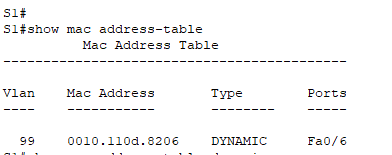 S1#
S1#show mac address-table
Mac Address Table
-------------------------------------------
Vlan Mac Address Type Ports
---- ----------- -------- -----
99 0010.110d.8206 DYNAMIC Fa0/6